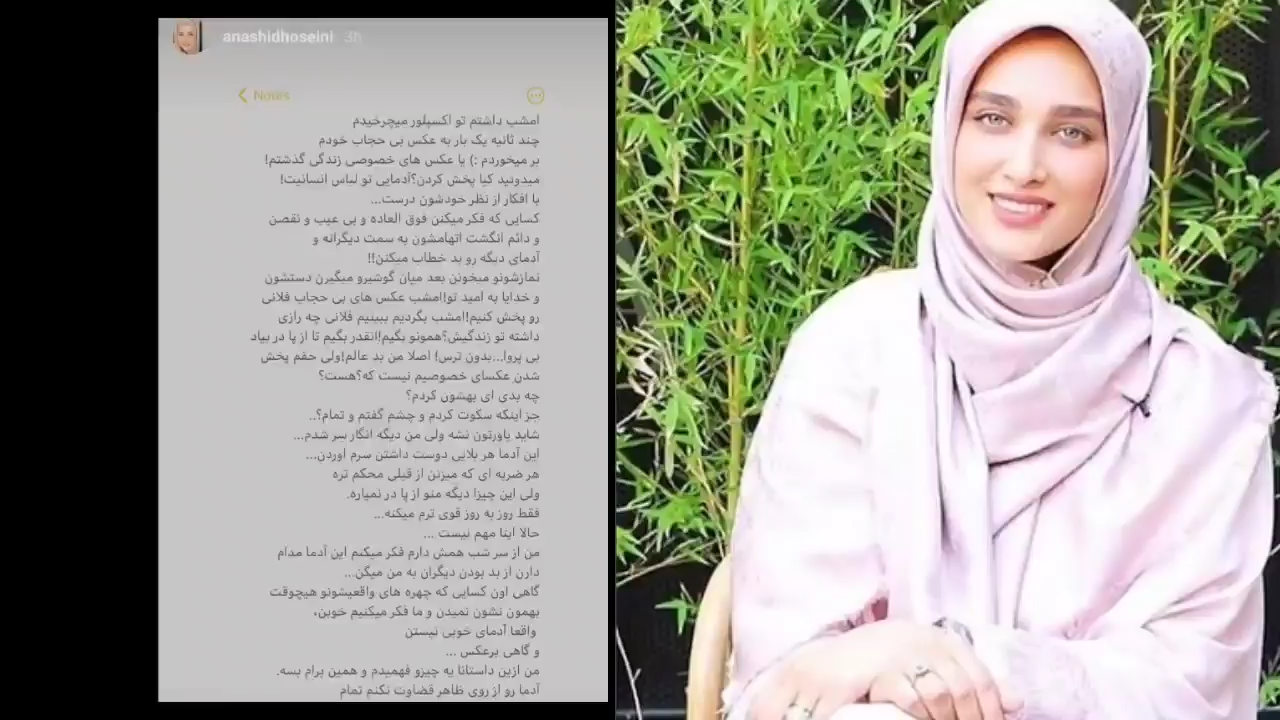 anashidhoseini 3h
Notes
امشب داشتم تو اکسپلور میچرخیدم
چند ثانیه یک بار به عکس بی حجاب خودم
بر میخوردم :) یا عکس های خصوصی زندگی گذشتم!
میدونید کیا پخش کردن؟آدمایی تو لباس انسانیت!
با افکار از نظر خودشون درست...
کسایی که فکر میکنن فوق العاده و بی عیب و نقصن
و دائم انگشت اتهامشون به سمت دیگرانه و
آدمای دیگه رو بد خطاب میکنن!!
نمازشونو میخونن بعد میان گوشیرو میگیرن دستشون
و خدایا به امید تو!امشب عکس های بی حجاب فلانی
رو پخش کنیم!امشب بگردیم ببینیم فلانی چه رازی
داشته تو زندگیش؟همونو بگیم!انقدر بگیم تا از پا در بیاد
بی پروا...بدون ترس! اصلا من بد عالم!ولی حقم پخش
شدن عکسای خصوصیم نیست که؟هست؟
چه بدی ای بهشون کردم؟
جز اینکه سکوت کردم و چشم گفتم و تمام؟..
شاید باورتون نشه ولی من دیگه انگار سر شدم...
این آدما هر بلایی دوست داشتن سرم اوردن...
هر ضربه ای که میزنن از قبلی محکم تره
ولی این چیزا دیگه منو از پا در نمیاره.
فقط روز به روز قوی ترم میکنه...
حالا اینا مهم نیست ...
من از سر شب همش دارم فکر میکنم این آدما مدام
دارن از بد بودن دیگران به من میگن...
گاهی اون کسایی که چهره های واقعیشونو هیچوقت
بهمون نشون نمیدن و ما فکر میکنیم خوبن،
واقعا آدمای خوبی نیستن
و گاهی برعکس ...
من ازین داستانا یه چیزو فهمیدم و همین برام بسه.
آدما رو از روی ظاهر قضاوت نکنم تمام